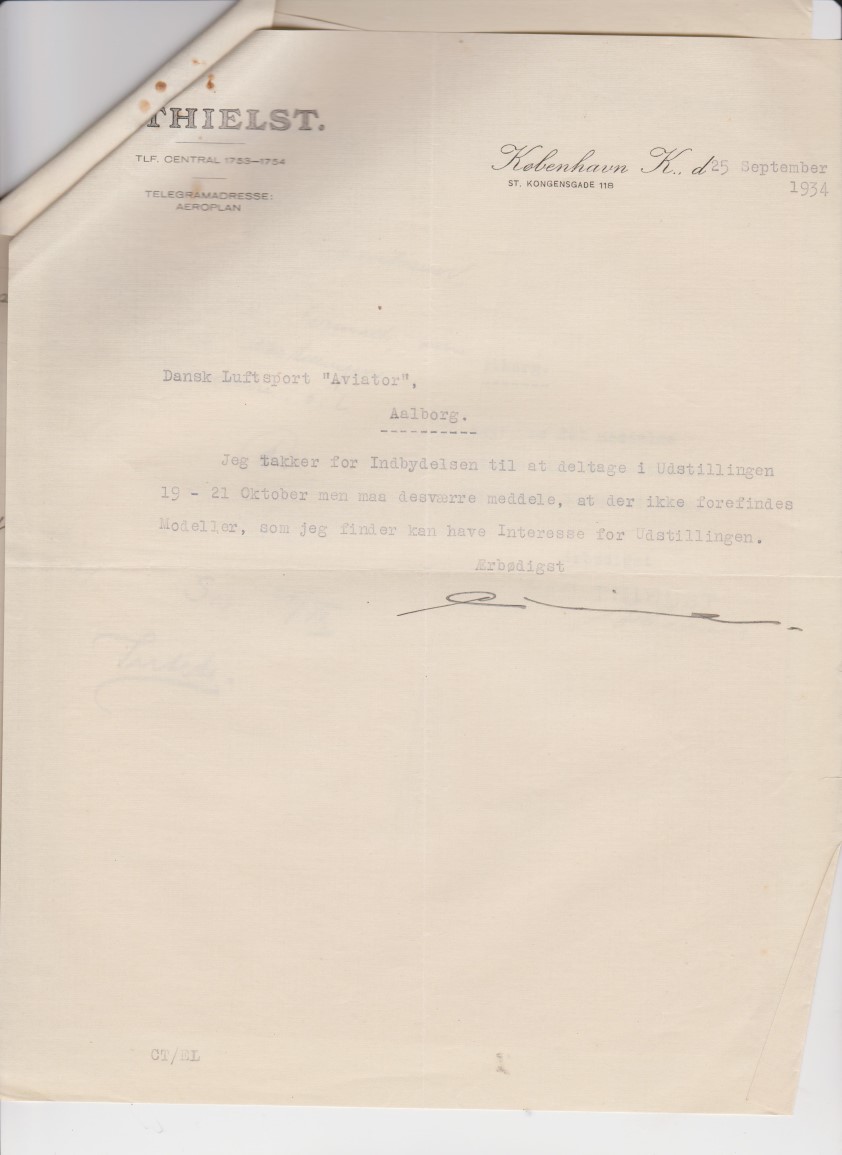 THIELST.
TLF. CENTRAL 1753—1754
TELEGRAMADRESSE:
AEROPLAN
København K., d 25 September
1934
ST. KONGENSGADE 118
Dansk Luftsport "Aviator",
Aalborg.
Jeg takker for Indbydelsen til at deltage i Udstillingen
19 - 21 Oktober men maa desværre meddele, at der ikke forefindes
Modeller, som jeg finder kan have Interesse for Udstillingen.
Ærbødigst
CT/EL